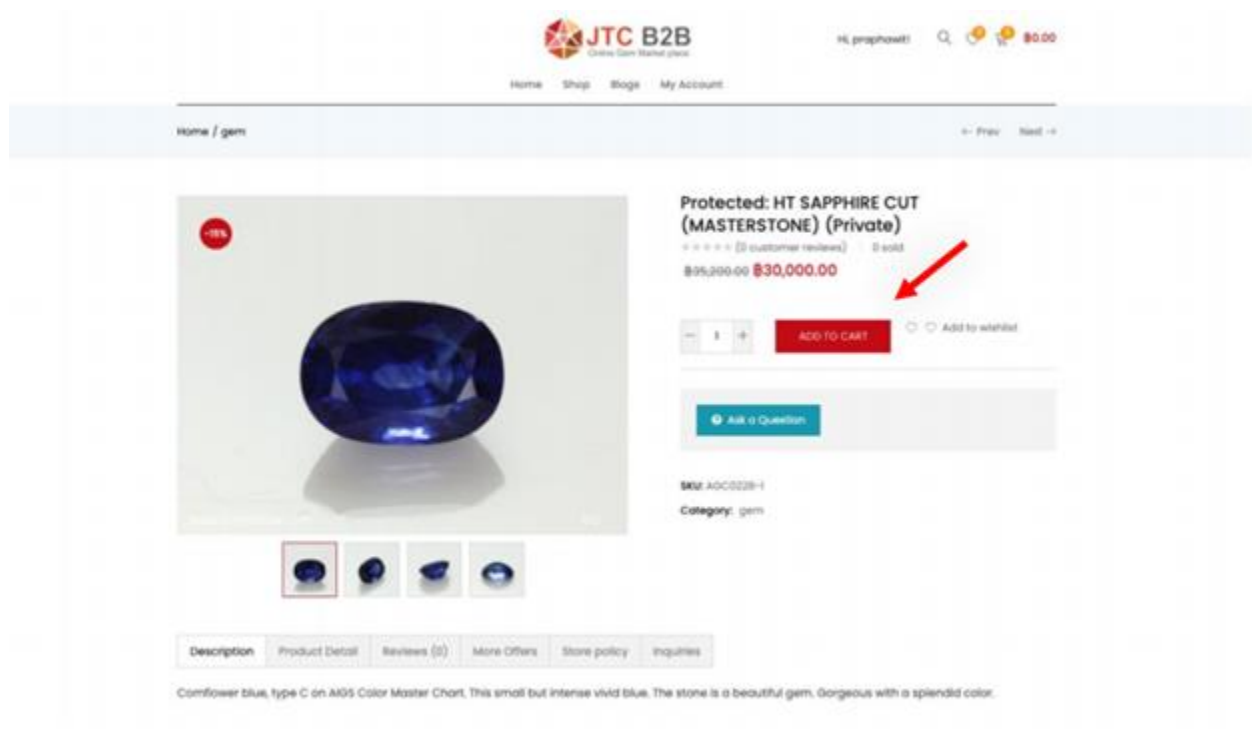 JTC B2B
Online Gem Market place
Hi, praphawit!
0
0
฿0.00
Home Shop Blogs My Account
Home / gem
← Prev Next →
-15%
Protected: HT SAPPHIRE CUT
(MASTERSTONE) (Private)
(0 customer reviews) 0 sold
฿35,200.00 ฿30,000.00
- 1 +
ADD TO CART
Add to wishlist
Ask a Question
SKU: AGC0228-1
Category: gem
Description Product Detail Reviews (0) More Offers Store policy Inquiries
Cornflower blue, type C on AIGS Color Master Chart. This small but intense vivid blue. The stone is a beautiful gem. Gorgeous with a splendid color.